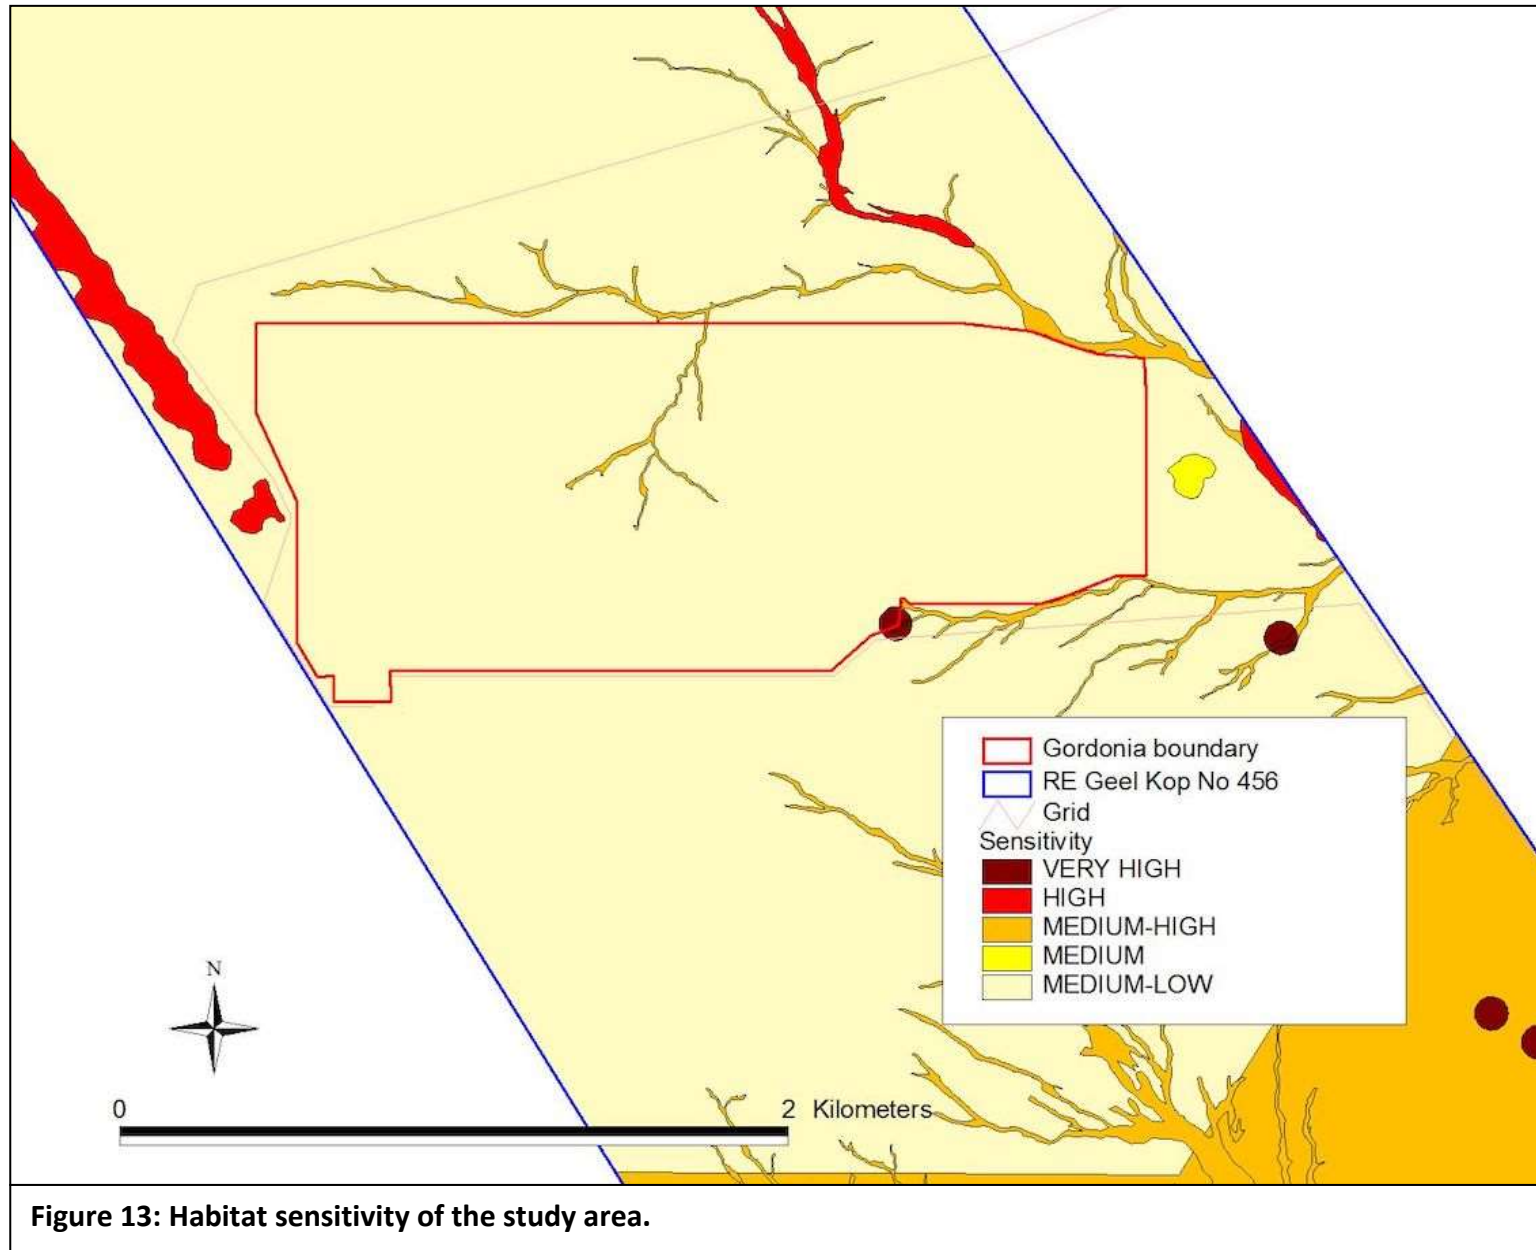 Gordonia boundary
RE Geel Kop No 456
Grid
Sensitivity
VERY HIGH
HIGH
MEDIUM-HIGH
MEDIUM
MEDIUM-LOW
N
0 2 Kilometers
Figure 13: Habitat sensitivity of the study area.